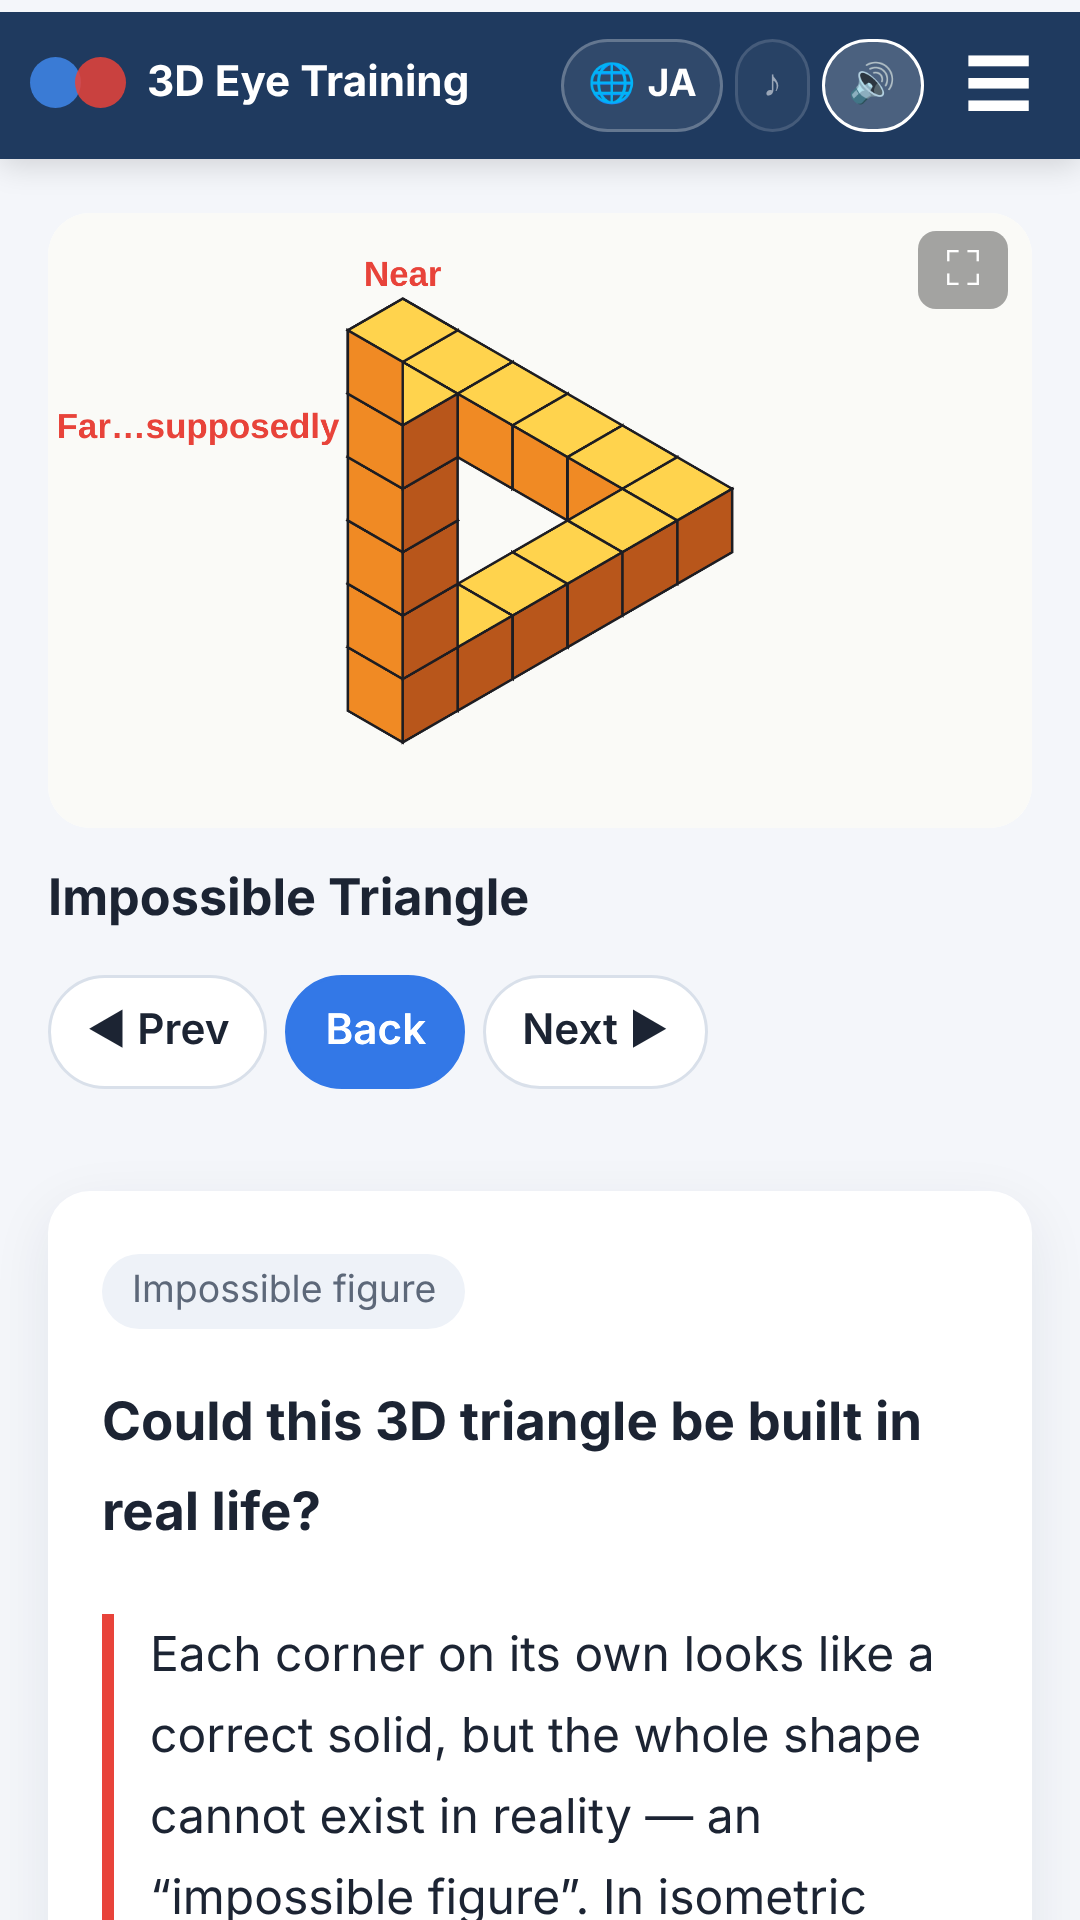 3D Eye Training
🌐 JA
♪
🔊
☰
Near
Far…supposedly
Impossible Triangle
◀ Prev
Back
Next ▶
Impossible figure
Could this 3D triangle be built in
real life?
Each corner on its own looks like a
correct solid, but the whole shape
cannot exist in reality — an
“impossible figure”. In isometric